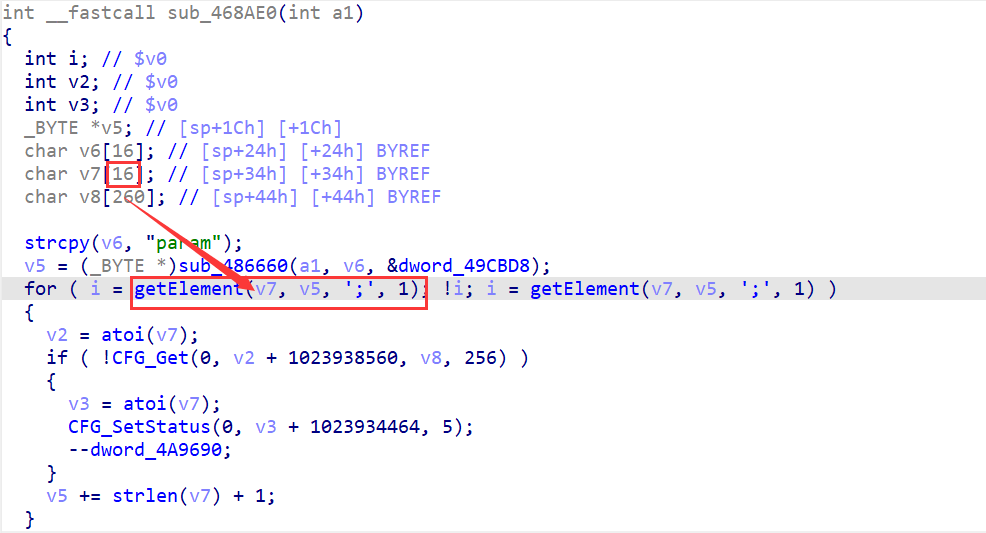 int __fastcall sub_468AE0(int a1)
{
  int i; // $v0
  int v2; // $v0
  int v3; // $v0
  _BYTE *v5; // [sp+1Ch] [+1Ch]
  char v6[16]; // [sp+24h] [+24h] BYREF
  char v7[16]; // [sp+34h] [+34h] BYREF
  char v8[260]; // [sp+44h] [+44h] BYREF

  strcpy(v6, "param");
  v5 = (_BYTE *)sub_486660(a1, v6, &dword_49CBD8);
  for ( i = getElement(v7, v5, ';', 1); !i; i = getElement(v7, v5, ';', 1) )
  {
    v2 = atoi(v7);
    if ( !CFG_Get(0, v2 + 1023938560, v8, 256) )
    {
      v3 = atoi(v7);
      CFG_SetStatus(0, v3 + 1023934464, 5);
      --dword_4A9690;
    }
    v5 += strlen(v7) + 1;
  }